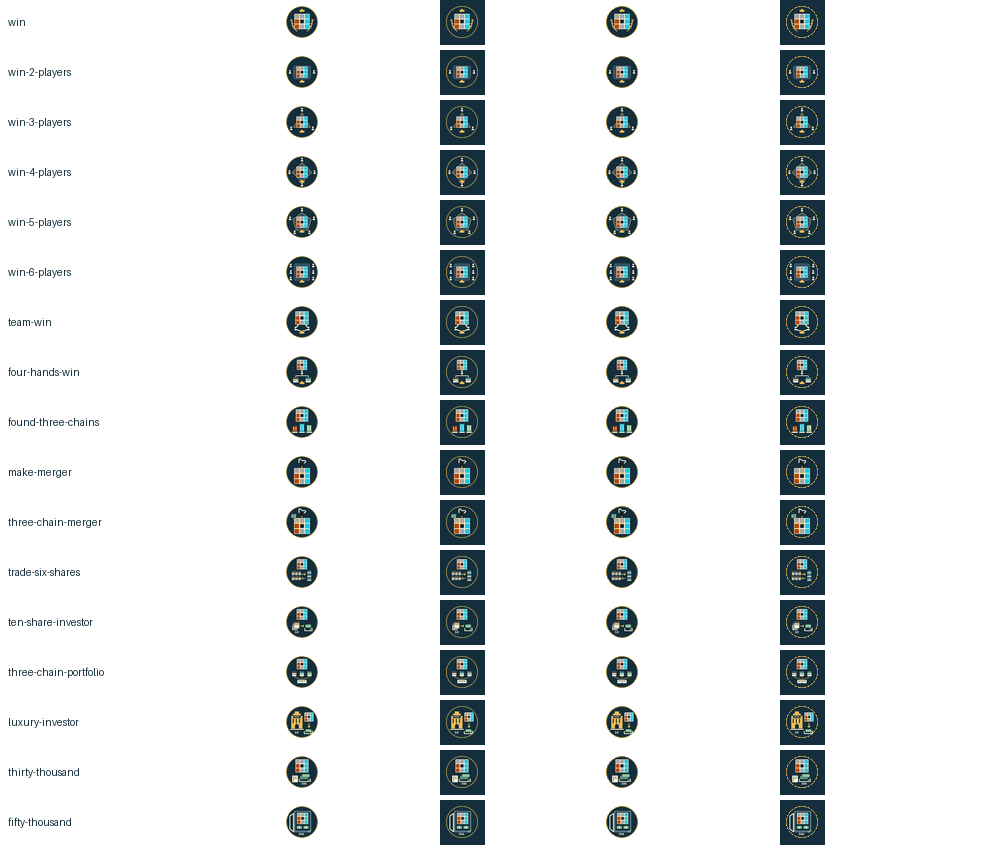 win
win-2-players
win-3-players
win-4-players
win-5-players
win-6-players
team-win
four-hands-win
found-three-chains
make-merger
three-chain-merger
trade-six-shares
ten-share-investor
three-chain-portfolio
luxury-investor
thirty-thousand
fifty-thousand